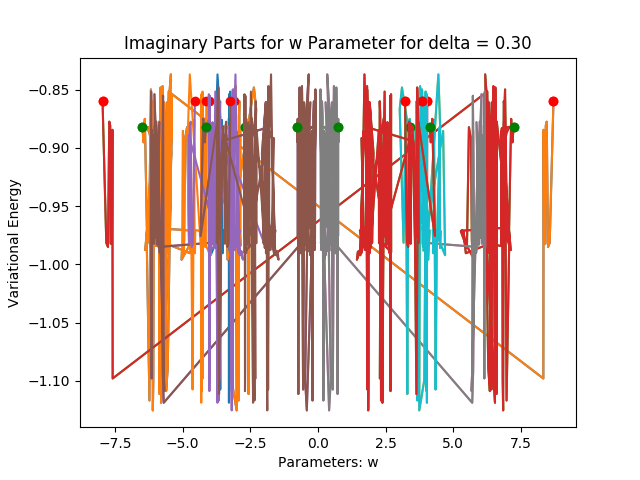 Imaginary Parts for w Parameter for delta = 0.30
Variational Energy
−0.85
−0.90
−0.95
−1.00
−1.05
−1.10
−7.5 −5.0 −2.5 0.0 2.5 5.0 7.5
Parameters: w